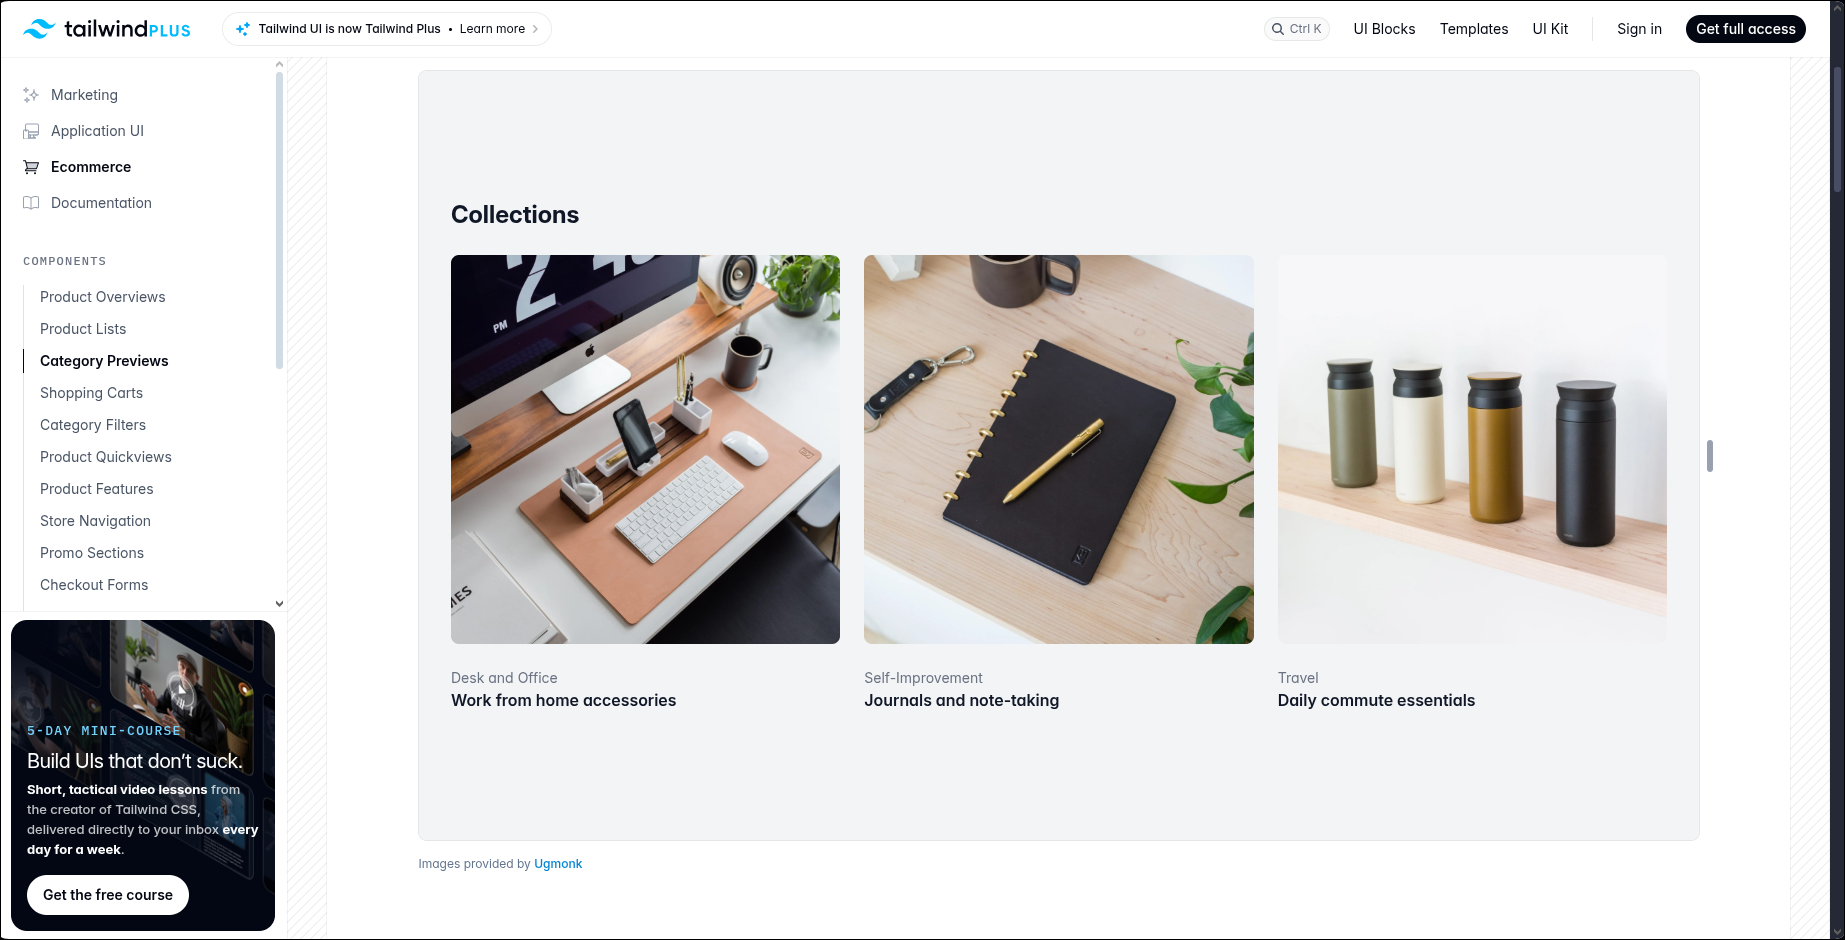 tailwindPLUS
Tailwind UI is now Tailwind Plus • Learn more
Ctrl K
UI Blocks
Templates
UI Kit
Sign in
Get full access
Marketing
Application UI
Ecommerce
Documentation
COMPONENTS
Product Overviews
Product Lists
Category Previews
Shopping Carts
Category Filters
Product Quickviews
Product Features
Store Navigation
Promo Sections
Checkout Forms
5-DAY MINI-COURSE
Build UIs that don't suck.
Short, tactical video lessons from
the creator of Tailwind CSS,
delivered directly to your inbox every
day for a week.
Get the free course
Collections
PM
Desk and Office
Work from home accessories
Self-Improvement
Journals and note-taking
Travel
Daily commute essentials
Images provided by Ugmonk